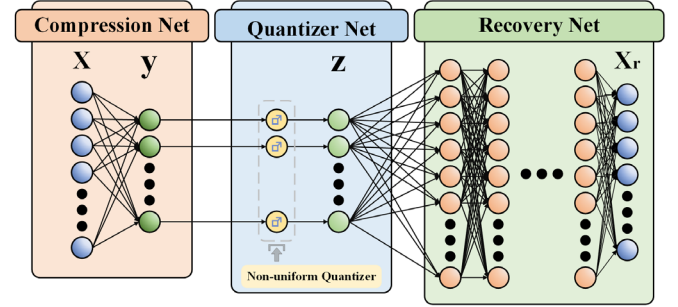 Compression Net
Quantizer Net
Recovery Net
x
y
z
Xr
Non-uniform Quantizer